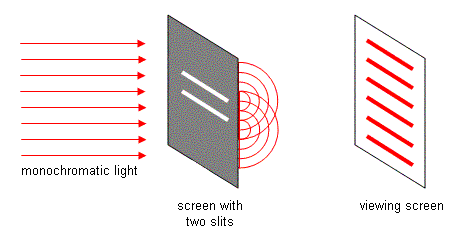 monochromatic light
screen with
two slits
viewing screen